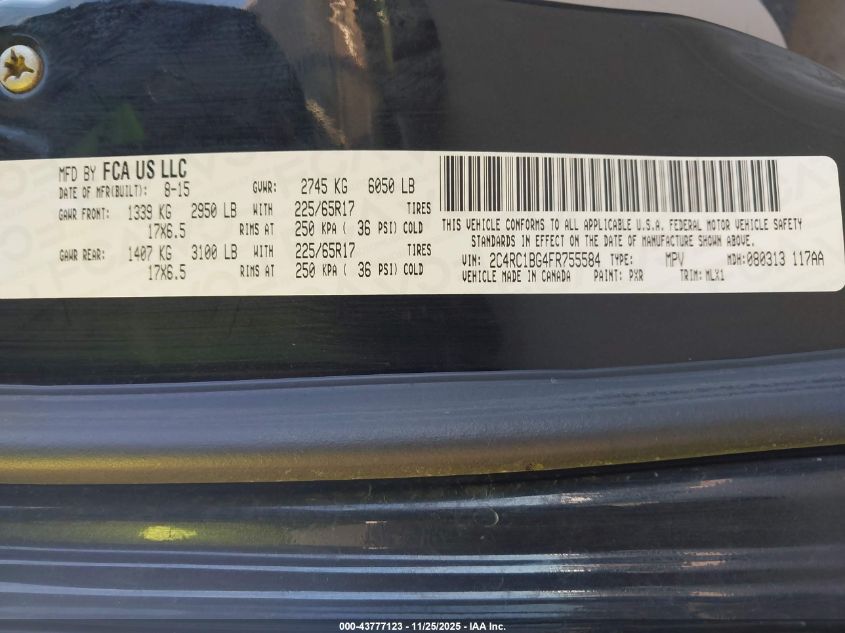 MFD BY FCA US LLC
DATE OF MFR(BUILT): 8-15 GVWR: 2745 KG 6050 LB
GAWR FRONT: 1339 KG 2950 LB WITH 225/65R17 TIRES
17X6.5 RIMS AT 250 KPA ( 36 PSI) COLD
GAWR REAR: 1407 KG 3100 LB WITH 225/65R17 TIRES
17X6.5 RIMS AT 250 KPA ( 36 PSI) COLD
THIS VEHICLE CONFORMS TO ALL APPLICABLE U.S.A. FEDERAL MOTOR VEHICLE SAFETY
STANDARDS IN EFFECT ON THE DATE OF MANUFACTURE SHOWN ABOVE.
VIN: 2C4RC1BG4FR755584 TYPE: MPV MDH:080313 117AA
VEHICLE MADE IN CANADA PAINT: PXR TRIM: MLX1
000-43777123 - 11/25/2025 - IAA Inc.